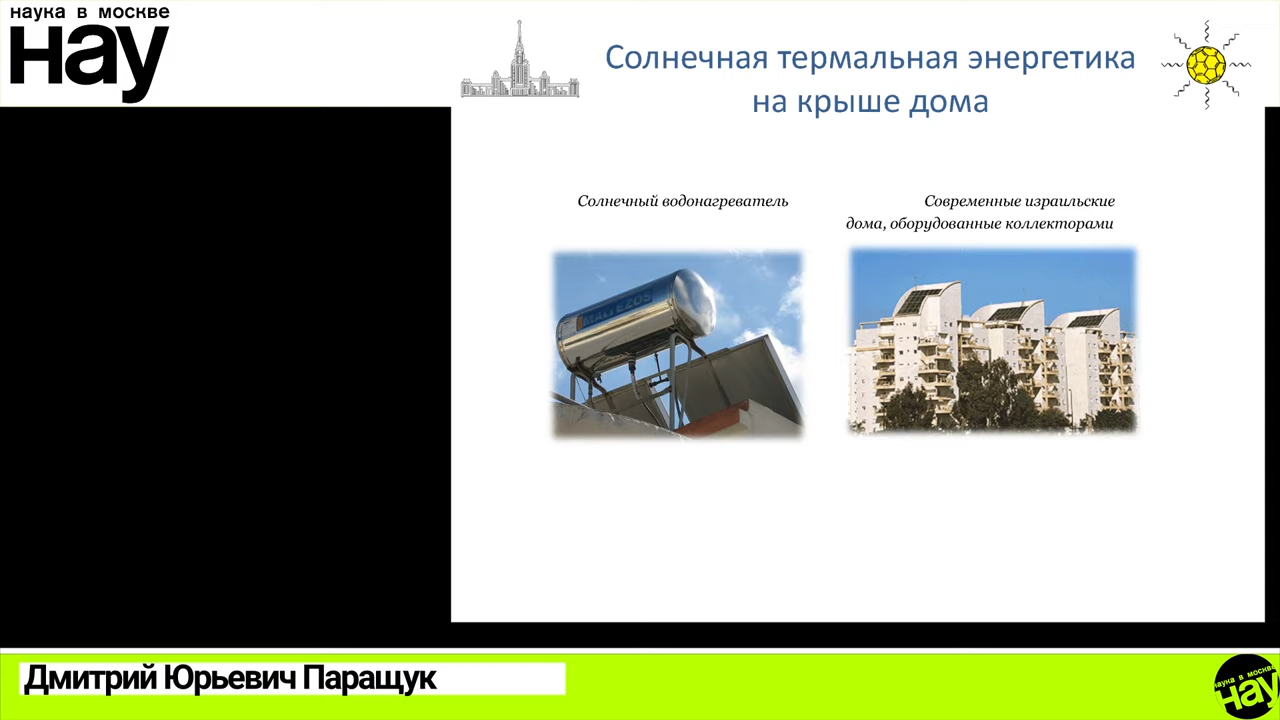 наука в москве
нау
Солнечная термальная энергетика
на крыше дома
Солнечный водонагреватель
Современные израильские
дома, оборудованные коллекторами
MALTEZOS
Дмитрий Юрьевич Паращук
наука в москве
нау